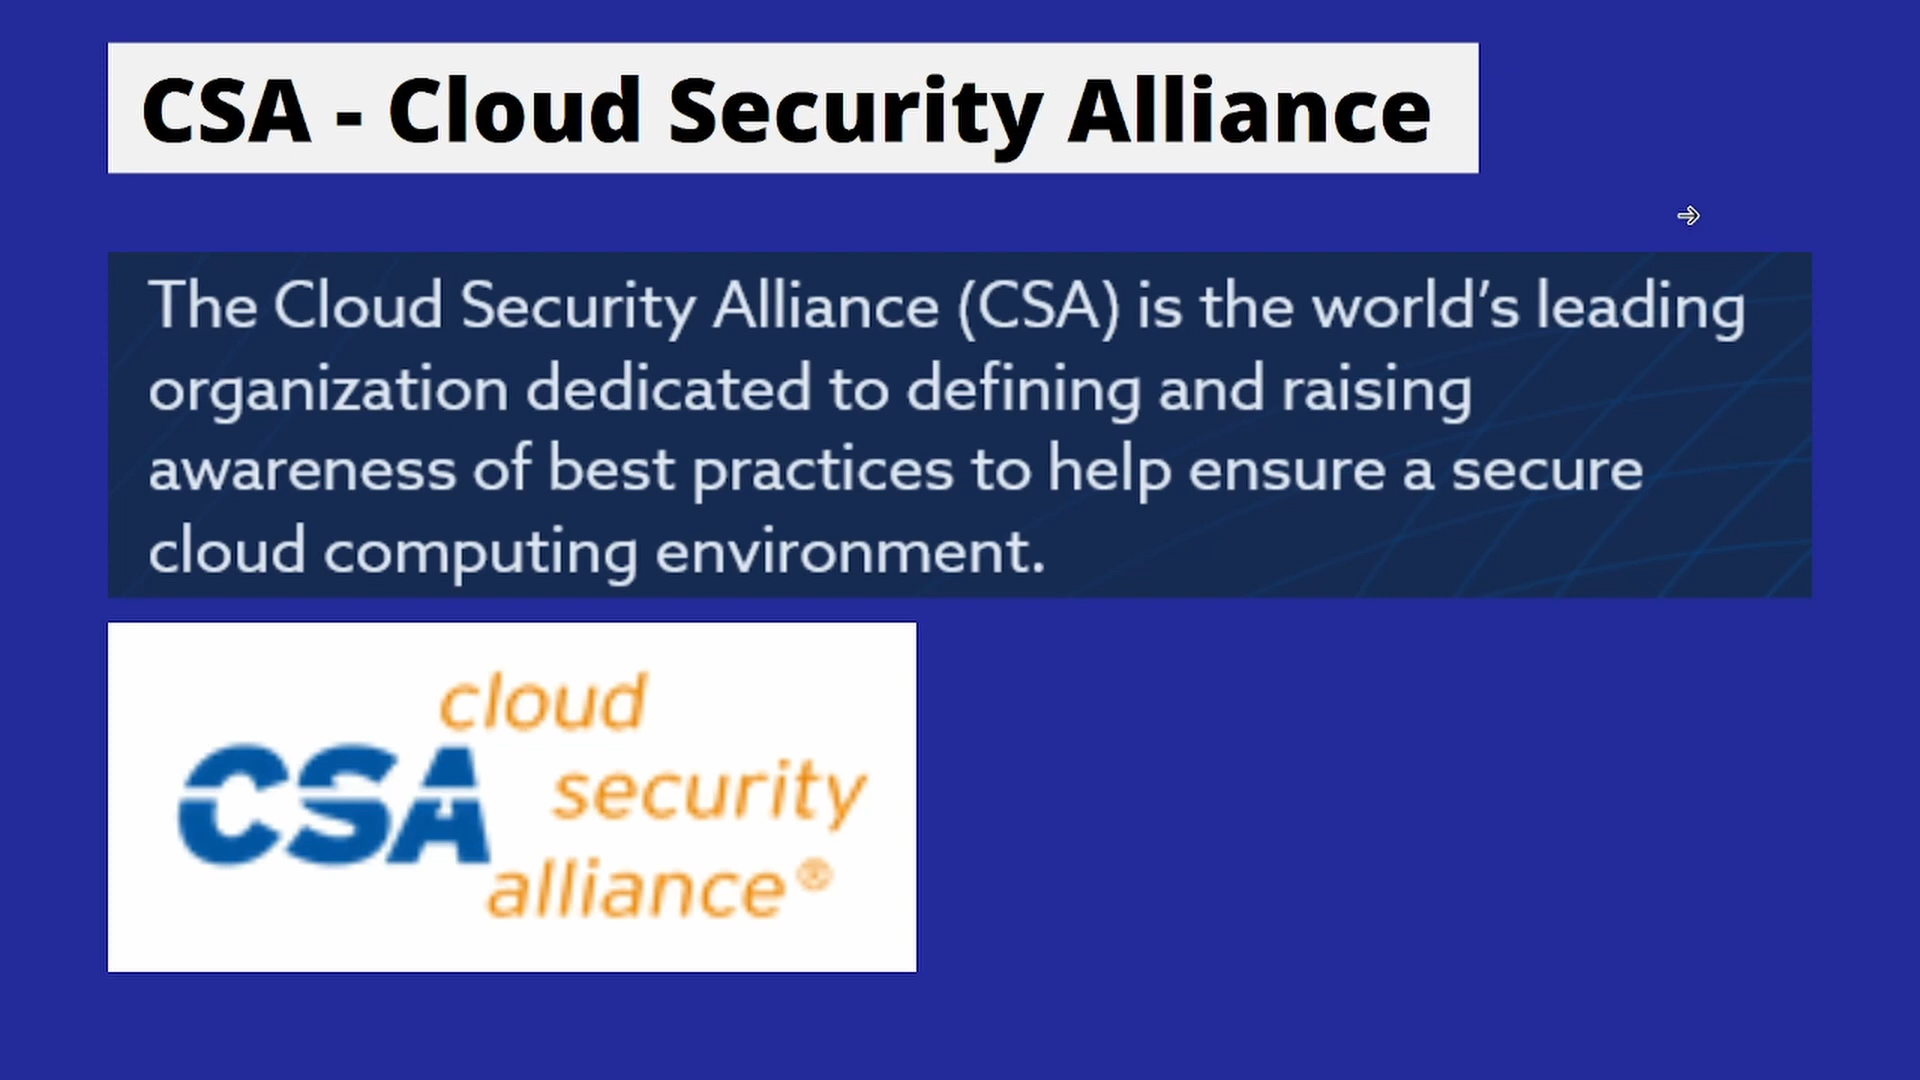 CSA - Cloud Security Alliance
The Cloud Security Alliance (CSA) is the world’s leading
organization dedicated to defining and raising
awareness of best practices to help ensure a secure
cloud computing environment.
cloud
CSA security
alliance®